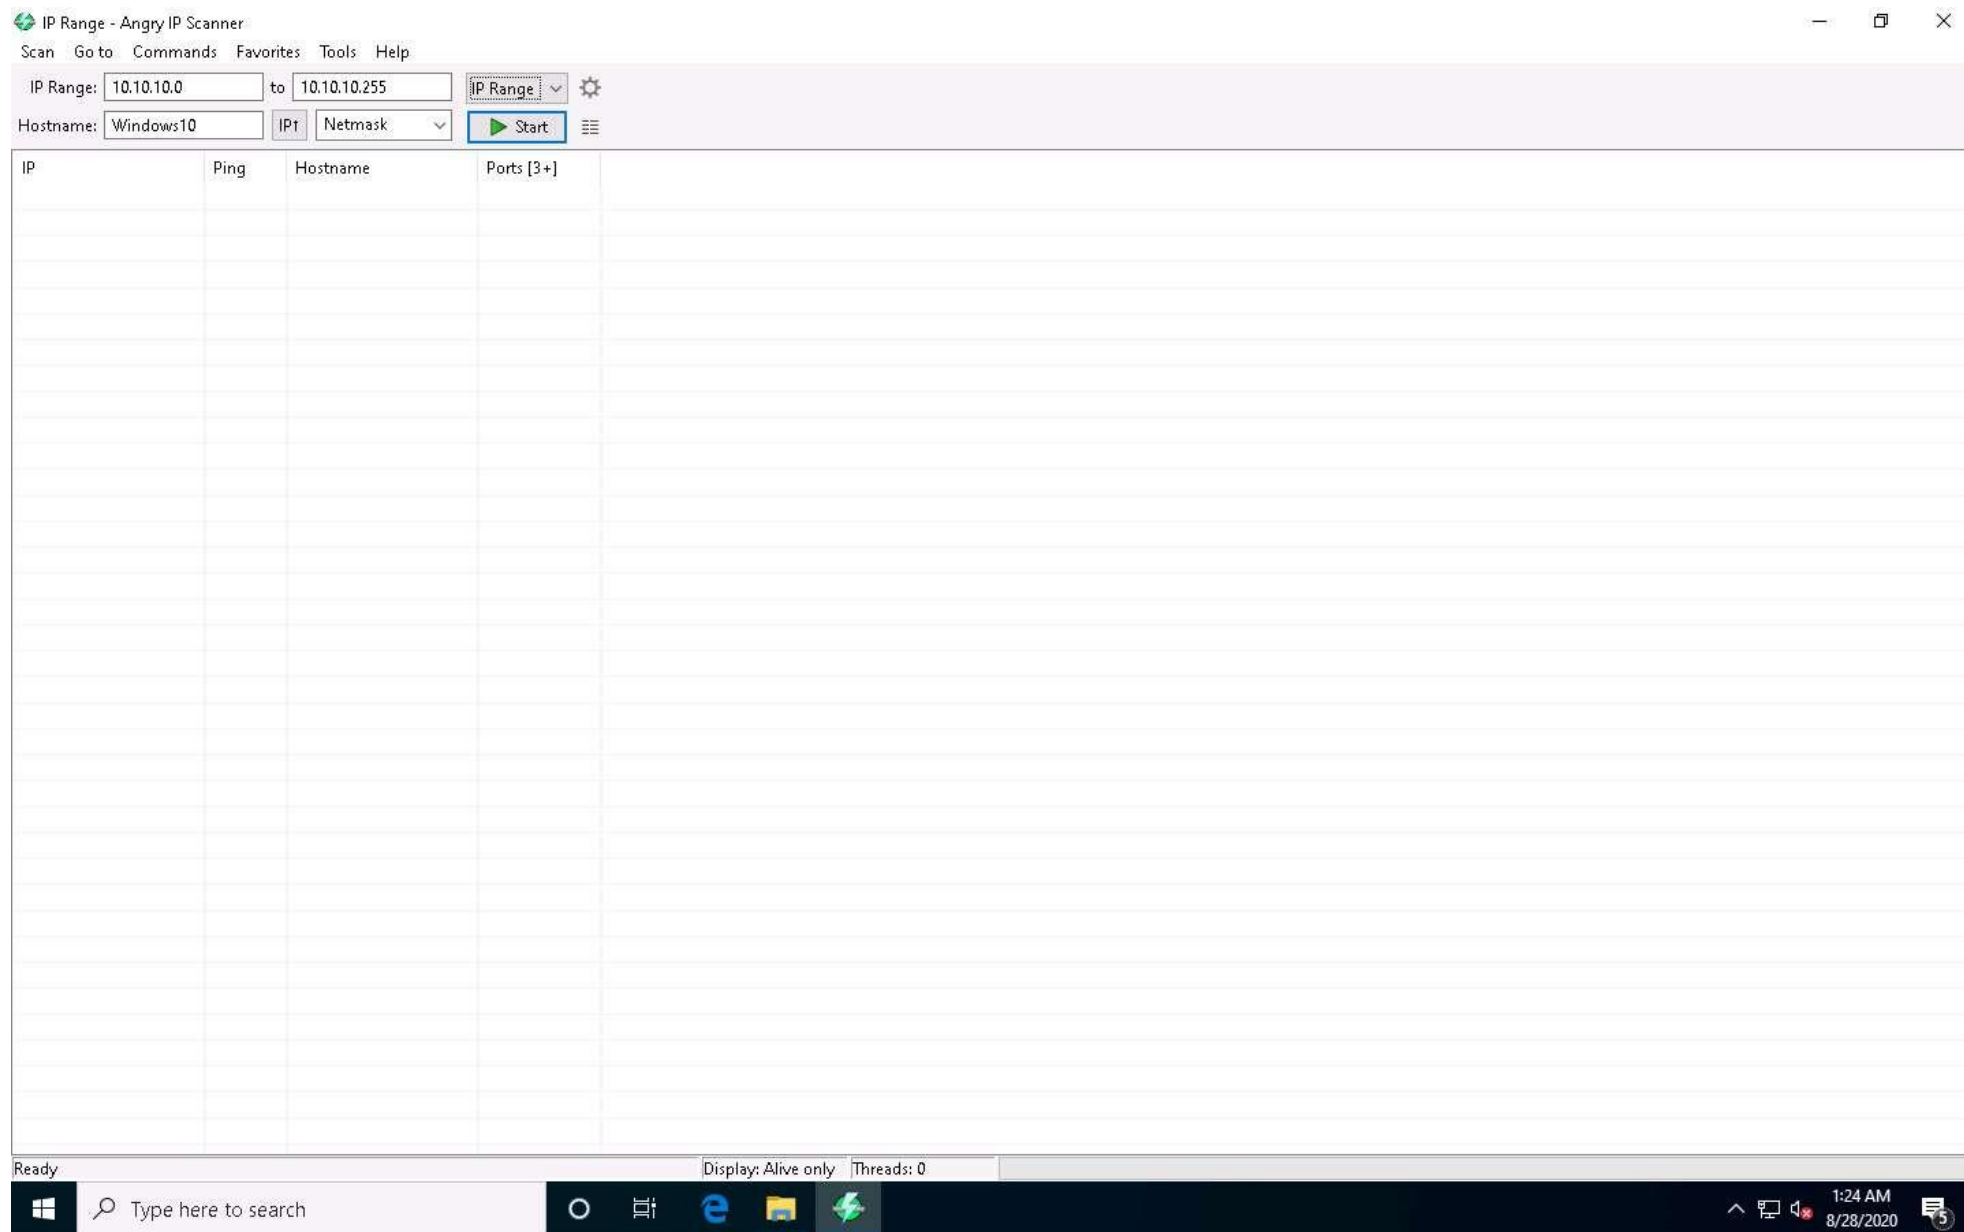 IP Range - Angry IP Scanner
Scan Go to Commands Favorites Tools Help
IP Range: 10.10.10.0 to 10.10.10.255 IP Range
Hostname: Windows10 IP↑ Netmask Start
IP Ping Hostname Ports [3+]
Ready Display: Alive only Threads: 0
Type here to search
1:24 AM
8/28/2020
5